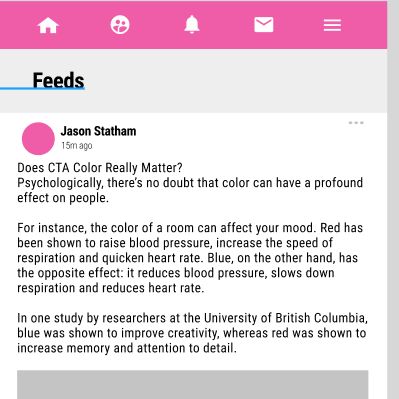 Feeds
Jason Statham
15m ago
Does CTA Color Really Matter?
Psychologically, there's no doubt that color can have a profound
effect on people.
For instance, the color of a room can affect your mood. Red has
been shown to raise blood pressure, increase the speed of
respiration and quicken heart rate. Blue, on the other hand, has
the opposite effect: it reduces blood pressure, slows down
respiration and reduces heart rate.
In one study by researchers at the University of British Columbia,
blue was shown to improve creativity, whereas red was shown to
increase memory and attention to detail.